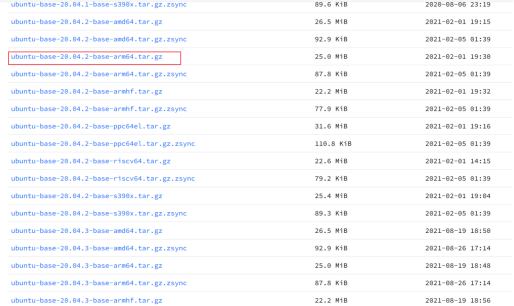 ubuntu-base-20.04.1-base-s390x.tar.gz.zsync 89.6 KiB 2020-08-06 23:19
ubuntu-base-20.04.2-base-amd64.tar.gz 26.5 MiB 2021-02-01 19:15
ubuntu-base-20.04.2-base-amd64.tar.gz.zsync 92.9 KiB 2021-02-05 01:39
ubuntu-base-20.04.2-base-arm64.tar.gz 25.0 MiB 2021-02-01 19:30
ubuntu-base-20.04.2-base-arm64.tar.gz.zsync 87.8 KiB 2021-02-05 01:39
ubuntu-base-20.04.2-base-armhf.tar.gz 22.2 MiB 2021-02-01 19:32
ubuntu-base-20.04.2-base-armhf.tar.gz.zsync 77.9 KiB 2021-02-05 01:39
ubuntu-base-20.04.2-base-ppc64el.tar.gz 31.6 MiB 2021-02-01 19:16
ubuntu-base-20.04.2-base-ppc64el.tar.gz.zsync 110.8 KiB 2021-02-05 01:39
ubuntu-base-20.04.2-base-riscv64.tar.gz 22.6 MiB 2021-02-01 14:15
ubuntu-base-20.04.2-base-riscv64.tar.gz.zsync 79.2 KiB 2021-02-05 01:39
ubuntu-base-20.04.2-base-s390x.tar.gz 25.4 MiB 2021-02-01 19:04
ubuntu-base-20.04.2-base-s390x.tar.gz.zsync 89.3 KiB 2021-02-05 01:39
ubuntu-base-20.04.3-base-amd64.tar.gz 26.5 MiB 2021-08-19 18:50
ubuntu-base-20.04.3-base-amd64.tar.gz.zsync 92.9 KiB 2021-08-26 17:14
ubuntu-base-20.04.3-base-arm64.tar.gz 25.0 MiB 2021-08-19 18:48
ubuntu-base-20.04.3-base-arm64.tar.gz.zsync 87.8 KiB 2021-08-26 17:14
ubuntu-base-20.04.3-base-armhf.tar.gz 22.2 MiB 2021-08-19 18:56